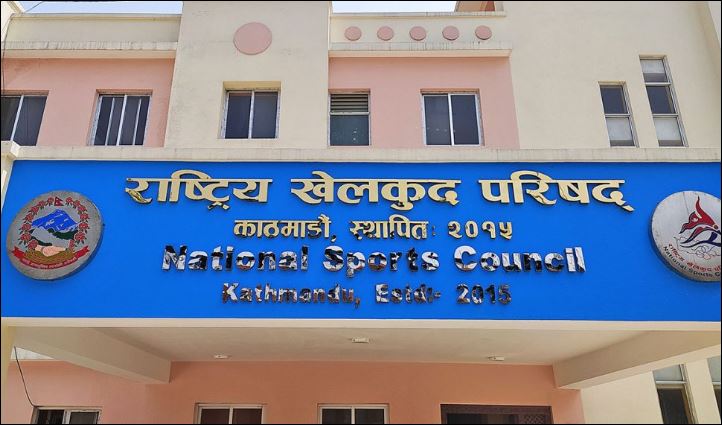 राष्ट्रिय खेलकुद परिषद्
काठमाडौं, स्थापितः २०१५
National Sports Council
Kathmandu, Estd:- 2015